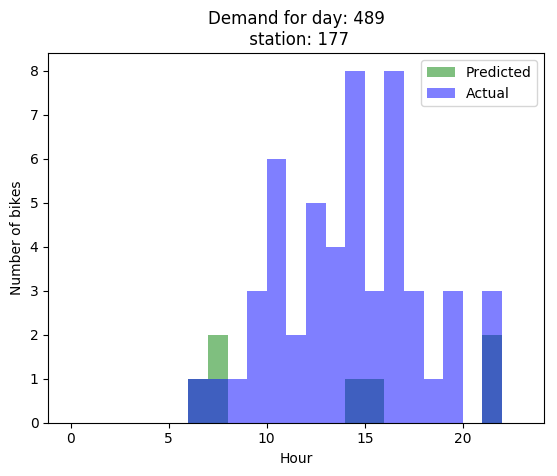 Demand for day: 489
station: 177
Predicted
Actual
Number of bikes
8
7
6
5
4
3
2
1
0
0 5 10 15 20
Hour